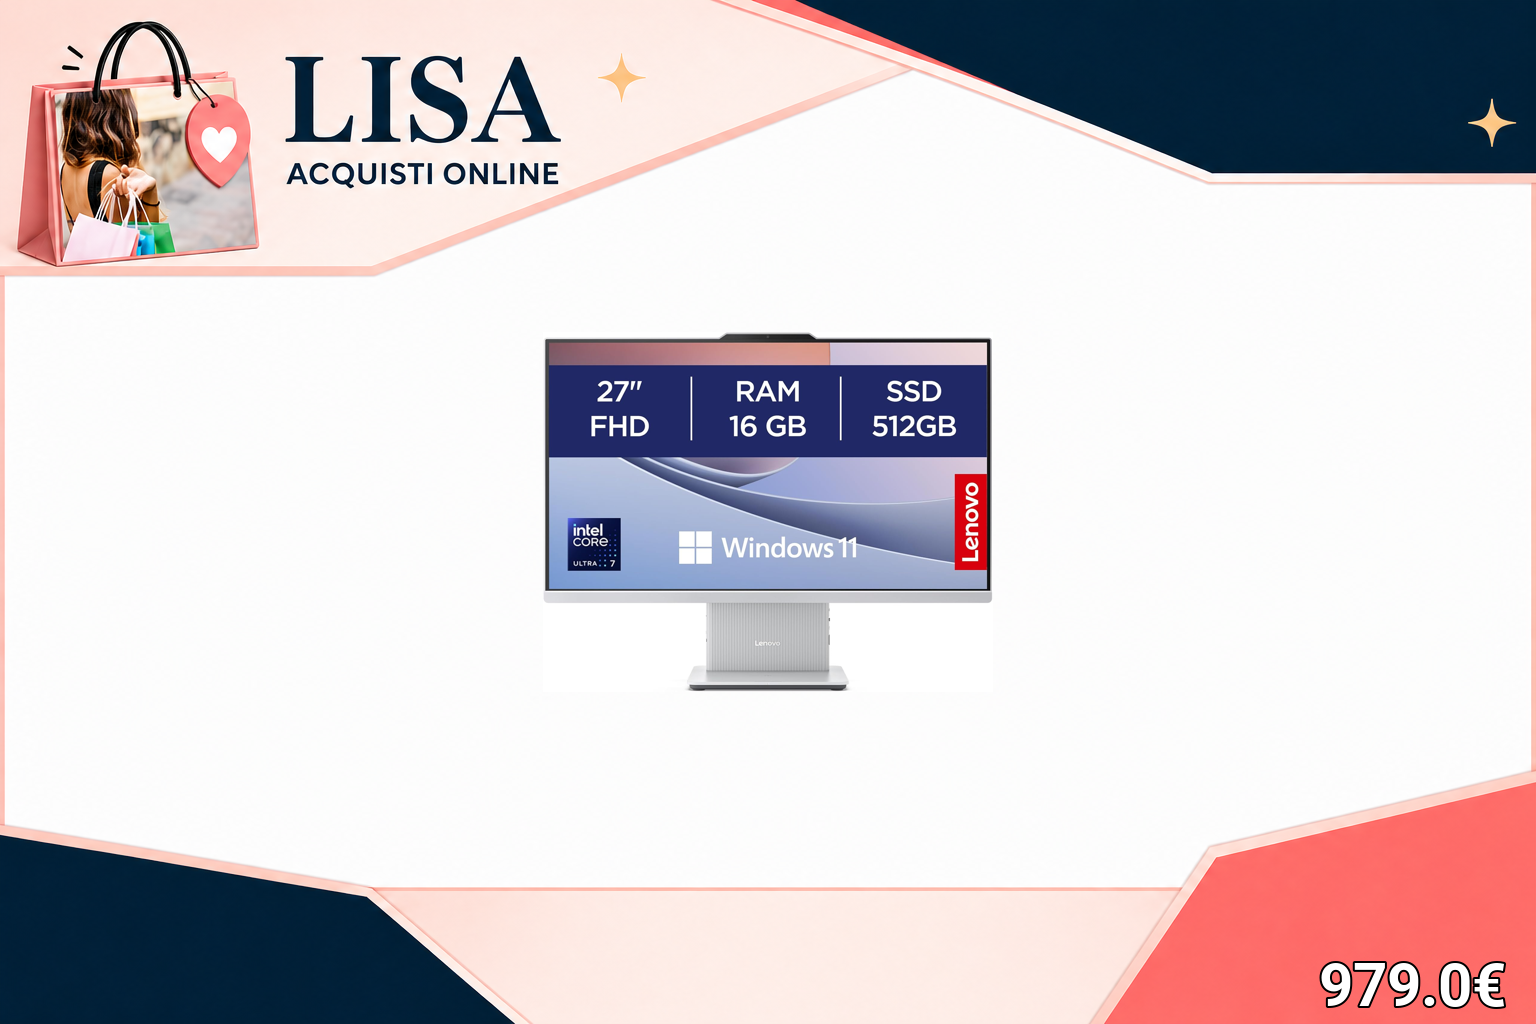 LISA
ACQUISTI ONLINE
27"
FHD
RAM
16 GB
SSD
512GB
intel
CORE
ULTRA 7
Windows 11
Lenovo
Lenovo
979.0€